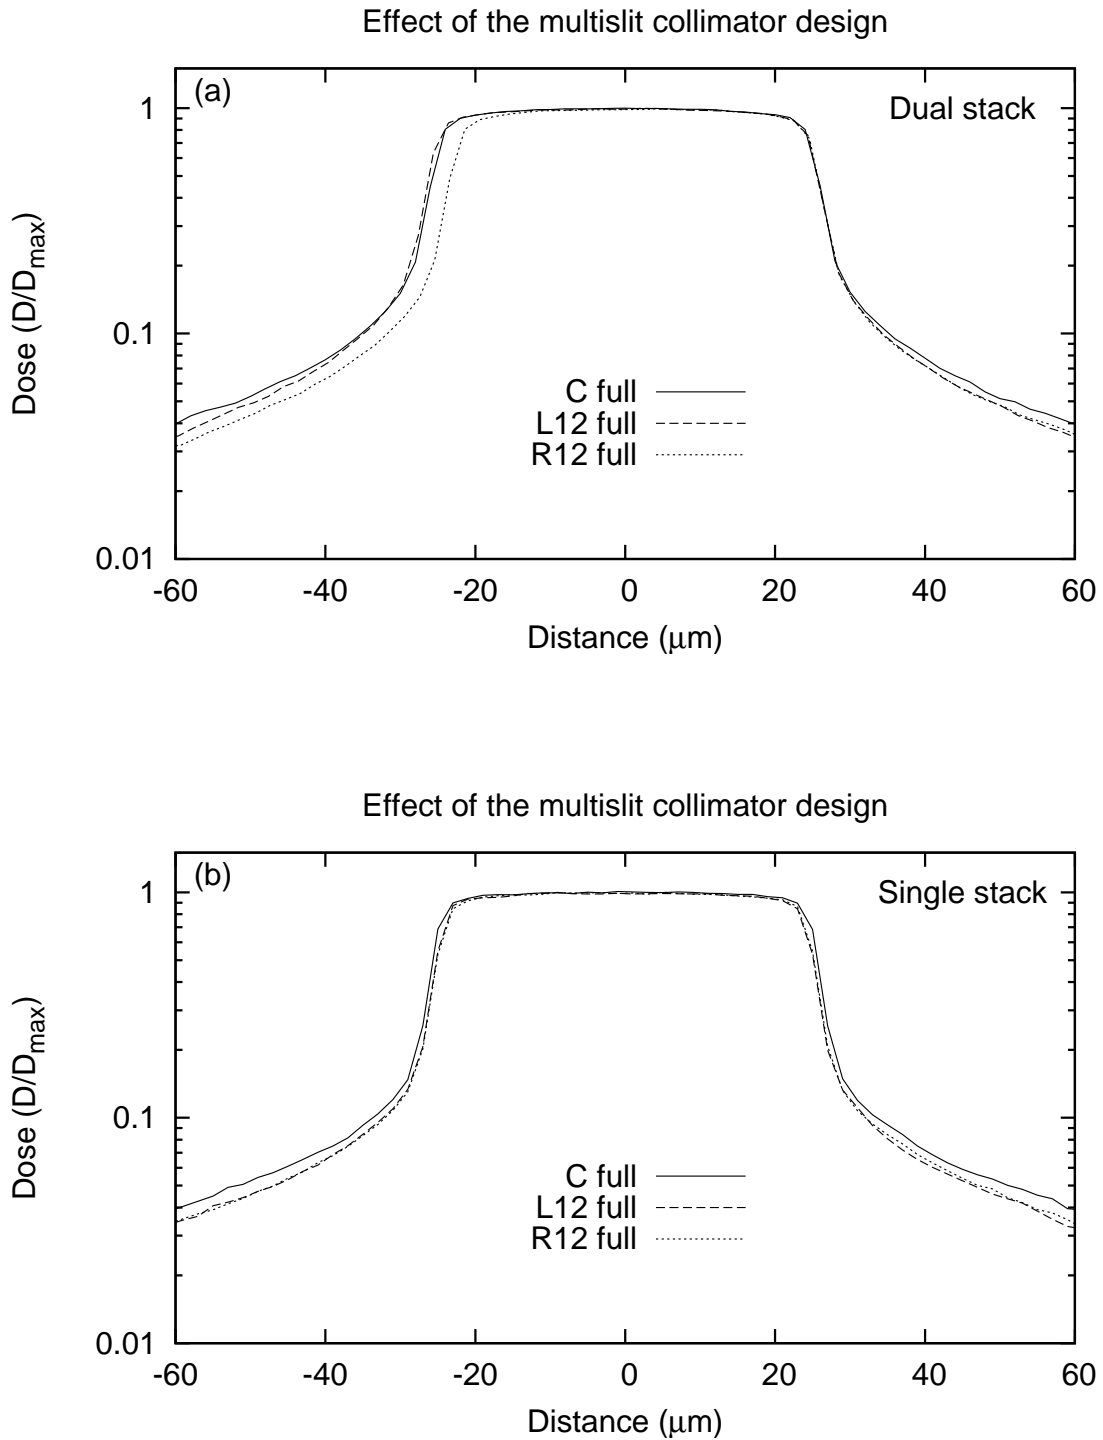 Effect of the multislit collimator design
(a)
Dual stack
1
0.1
0.01
Dose (D/Dmax)
C full
L12 full
R12 full
-60 -40 -20 0 20 40 60
Distance (μm)
Effect of the multislit collimator design
(b)
Single stack
1
0.1
0.01
Dose (D/Dmax)
C full
L12 full
R12 full
-60 -40 -20 0 20 40 60
Distance (μm)